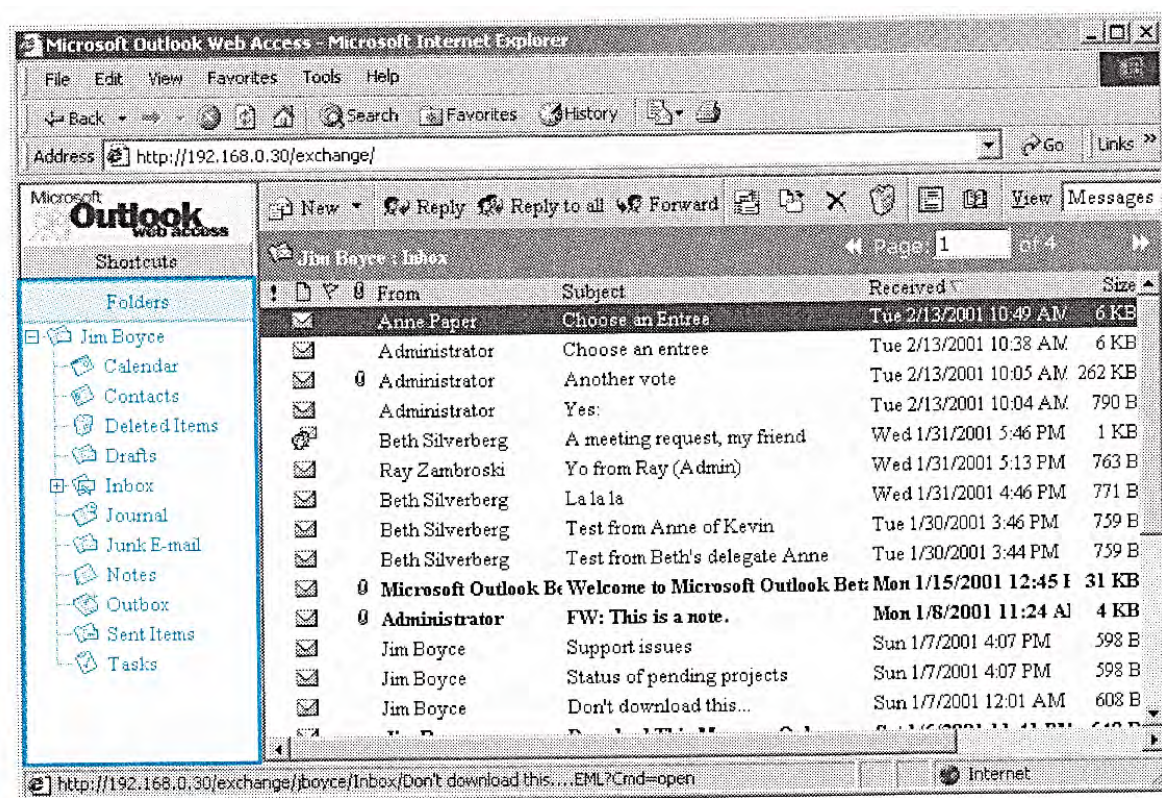 Microsoft Outlook Web Access - Microsoft Internet Explorer
File Edit View Favorites Tools Help
Back Search Favorites History
Address http://192.168.0.30/exchange/ Go Links »
Microsoft Outlook web access
New Reply Reply to all Forward View Messages
Shortcuts
Jim Boyce : Inbox Page: 1 of 4
Folders
Jim Boyce
Calendar
Contacts
Deleted Items
Drafts
Inbox
Journal
Junk E-mail
Notes
Outbox
Sent Items
Tasks
! From Subject Received Size
Anne Paper Choose an Entree Tue 2/13/2001 10:49 AM 6 KB
Administrator Choose an entree Tue 2/13/2001 10:38 AM 6 KB
Administrator Another vote Tue 2/13/2001 10:05 AM 262 KB
Administrator Yes: Tue 2/13/2001 10:04 AM 790 B
Beth Silverberg A meeting request, my friend Wed 1/31/2001 5:46 PM 1 KB
Ray Zambroski Yo from Ray (Admin) Wed 1/31/2001 5:13 PM 763 B
Beth Silverberg La la la Wed 1/31/2001 4:46 PM 771 B
Beth Silverberg Test from Anne of Kevin Tue 1/30/2001 3:46 PM 759 B
Beth Silverberg Test from Beth's delegate Anne Tue 1/30/2001 3:44 PM 759 B
Microsoft Outlook Be Welcome to Microsoft Outlook Bet Mon 1/15/2001 12:45 31 KB
Administrator FW: This is a note. Mon 1/8/2001 11:24 A 4 KB
Jim Boyce Support issues Sun 1/7/2001 4:07 PM 598 B
Jim Boyce Status of pending projects Sun 1/7/2001 4:07 PM 598 B
Jim Boyce Don't download this... Sun 1/7/2001 12:01 AM 608 B
http://192.168.0.30/exchange/jboyce/Inbox/Don't download this....EML?Cmd=open Internet